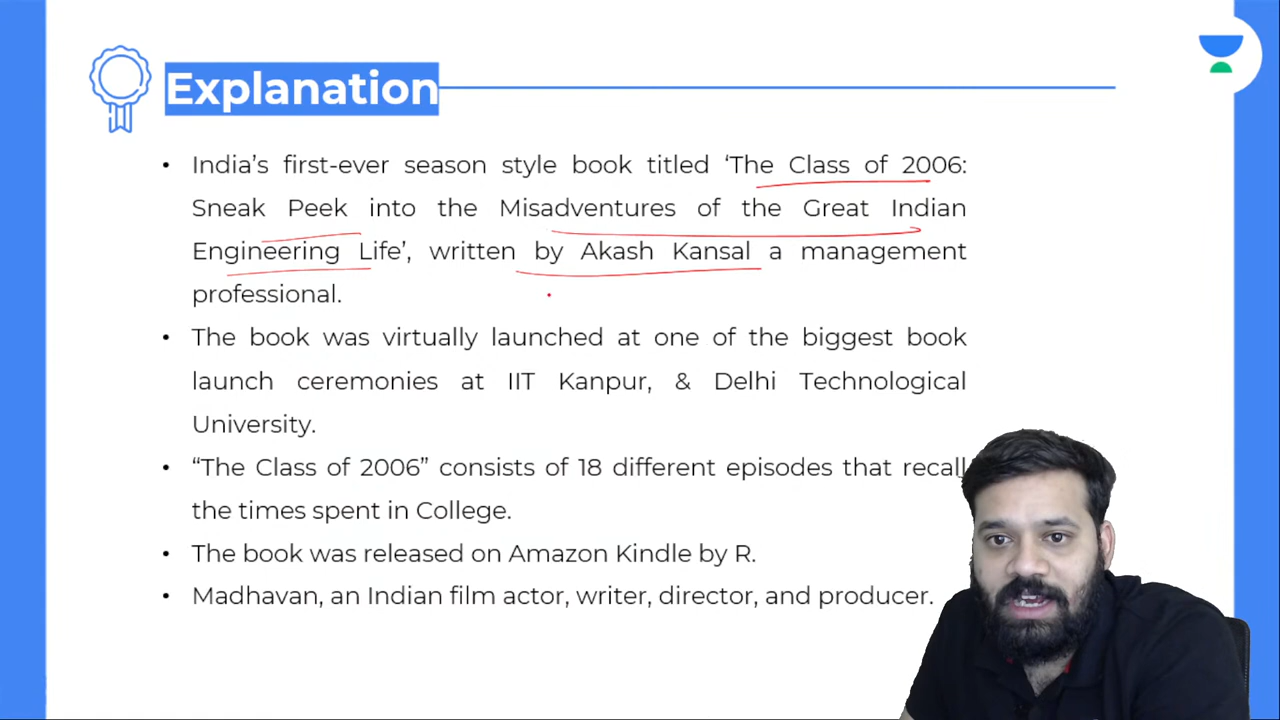 Explanation
• India's first-ever season style book titled ‘The Class of 2006:
Sneak Peek into the Misadventures of the Great Indian
Engineering Life’, written by Akash Kansal a management
professional.
• The book was virtually launched at one of the biggest book
launch ceremonies at IIT Kanpur, & Delhi Technological
University.
• “The Class of 2006” consists of 18 different episodes that recall
the times spent in College.
• The book was released on Amazon Kindle by R.
• Madhavan, an Indian film actor, writer, director, and producer.